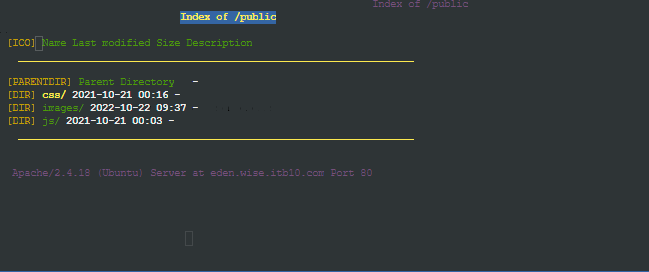 Index of /public
Index of /public
[ICO] Name Last modified Size Description
[PARENTDIR] Parent Directory -
[DIR] css/ 2021-10-21 00:16 -
[DIR] images/ 2022-10-22 09:37 -
[DIR] js/ 2021-10-21 00:03 -
Apache/2.4.18 (Ubuntu) Server at eden.wise.itb10.com Port 80